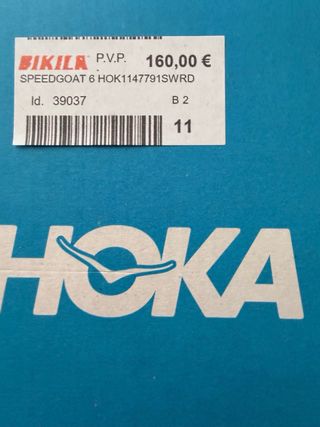 BIKILA P.V.P. 160,00 €
SPEEDGOAT 6 HOK1147791SWRD
Id. 39037 B 2
11
HOKA